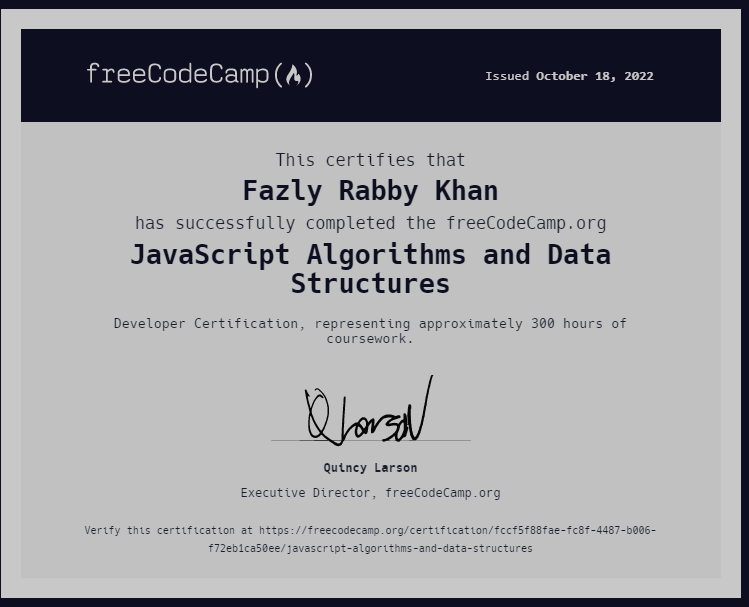 freeCodeCamp(🔥)
Issued October 18, 2022
This certifies that
Fazly Rabby Khan
has successfully completed the freeCodeCamp.org
JavaScript Algorithms and Data
Structures
Developer Certification, representing approximately 300 hours of
coursework.
Q Larson
Quincy Larson
Executive Director, freeCodeCamp.org
Verify this certification at https://freecodecamp.org/certification/fccf5f88fae-fc8f-4487-b006-
f72eb1ca50ee/javascript-algorithms-and-data-structures